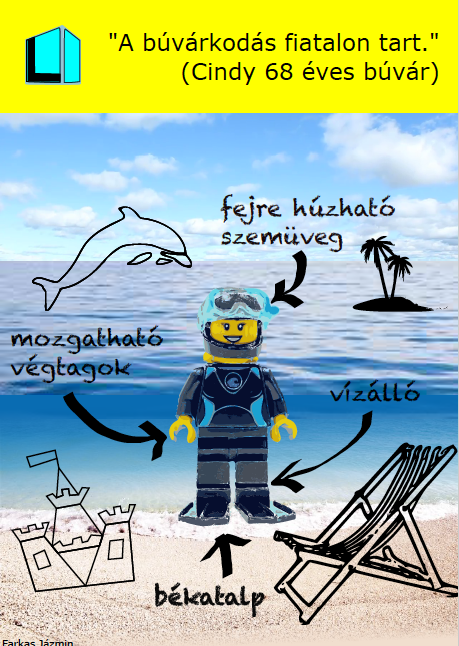 "A búvárkodás fiatalon tart."
(Cindy 68 éves búvár)
fejre húzható
szemüveg
mozgatható
végtagok
vízálló
békatalp
Farkas Jázmin